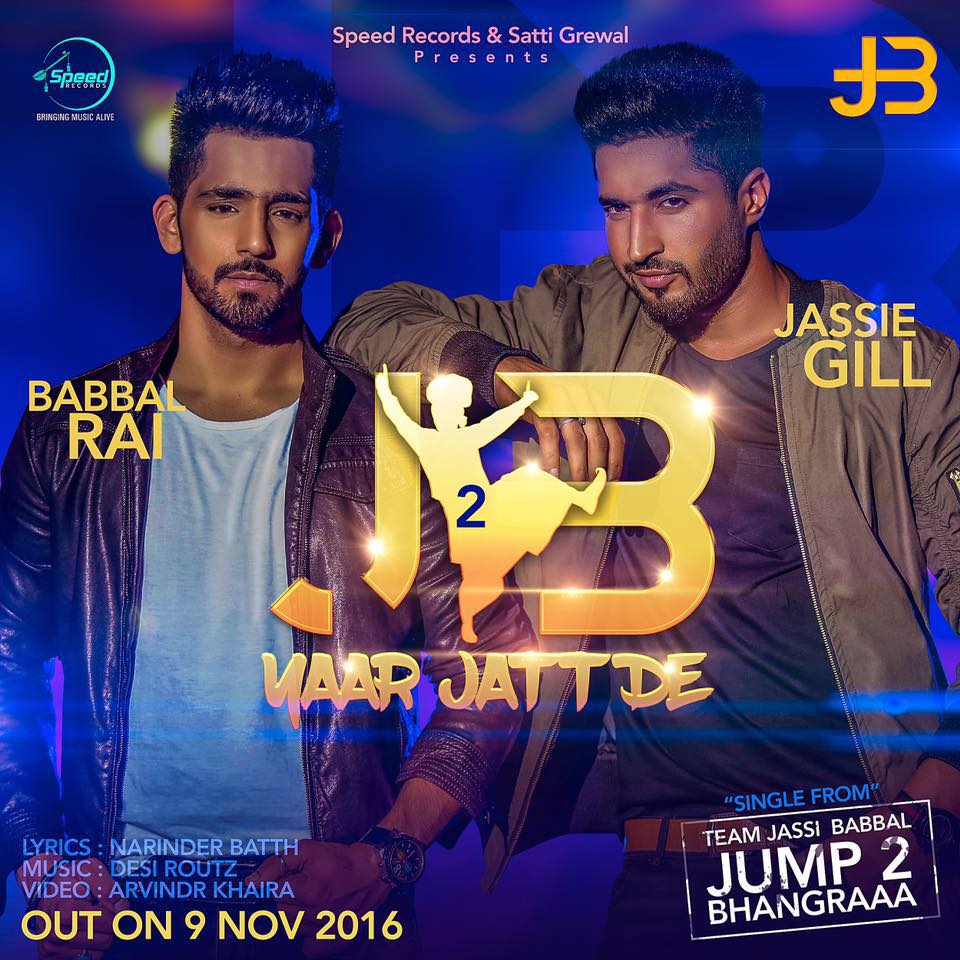 Speed Records & Satti Grewal
Presents
Speed
RECORDS
BRINGING MUSIC ALIVE
JB
JASSIE
GILL
BABBAL
RAI
J2B
YAAR JATT DE
"SINGLE FROM"
TEAM JASSI BABBAL
JUMP 2
BHANGRAAA
LYRICS : NARINDER BATTH
MUSIC : DESI ROUTZ
VIDEO : ARVINDR KHAIRA
OUT ON 9 NOV 2016